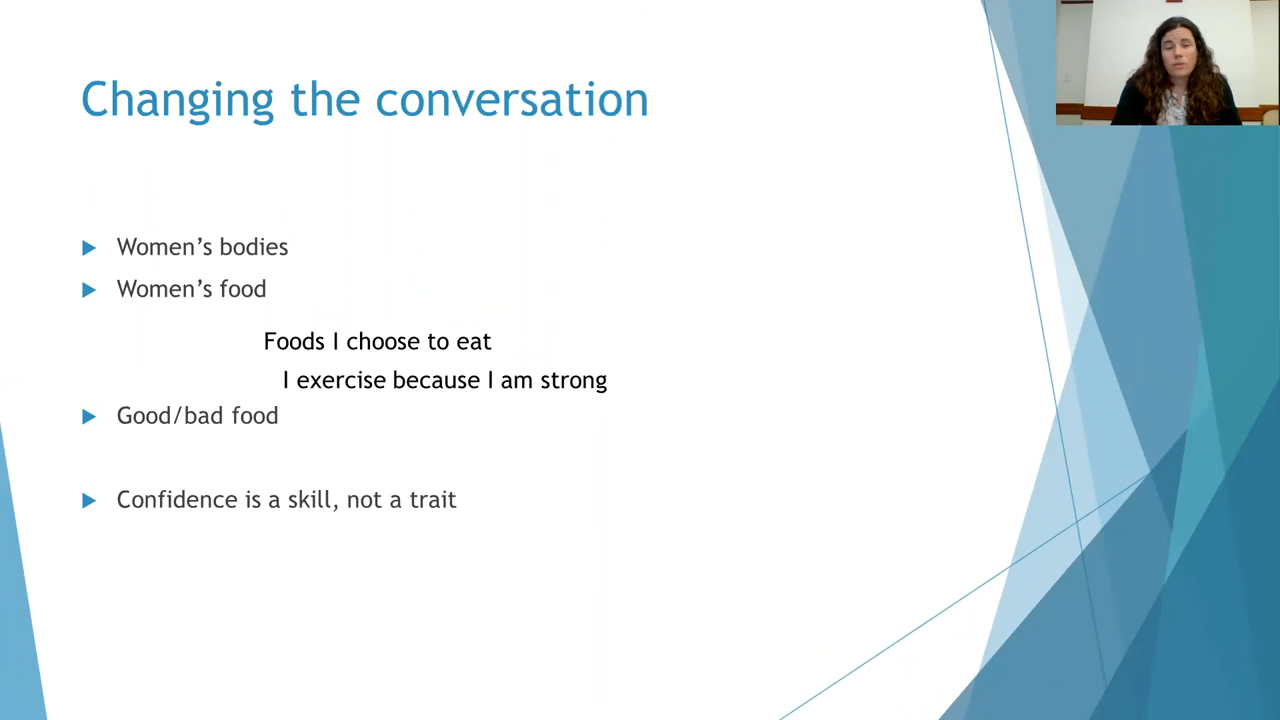 Changing the conversation
Women’s bodies
Women’s food
Foods I choose to eat
I exercise because I am strong
Good/bad food
Confidence is a skill, not a trait